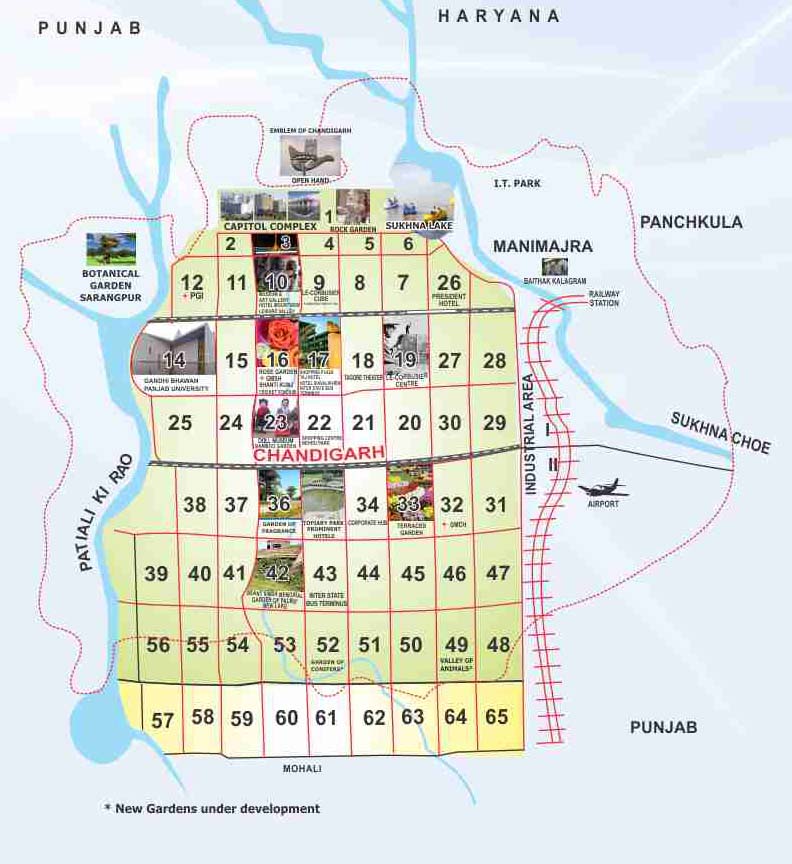 HARYANA
PUNJAB
EMBLEM OF CHANDIGARH
OPEN HAND.
I.T. PARK
PANCHKULA
1
CAPITOL COMPLEX
ROCK GARDEN
SUKHNA LAKE
MANIMAJRA
BAITHAK KALAGRAM
RAILWAY
STATION
BOTANICAL
GARDEN
SARANGPUR
2 3 4 5 6
12 11 10 9 8 7 26
+ PGI
ART GALLERY
LEISURE VALLEY
LE-CORBUSIER
CUBE
PRESIDENT
HOTEL
14 15 16 17 18 19 27 28
GANDHI BHAWAN
PANJAB UNIVERSITY
ROSE GARDEN
+ GMSH
SHANTI KUNJ
TAGORE THEATER
LE-CORBUSIER
CENTRE
25 24 23 22 21 20 30 29
DOLL MUSEUM
BAMBOO GARDEN
SHOPPING CENTRE
CHANDIGARH
INDUSTRIAL AREA
I
II
SUKHNA CHOE
AIRPORT
PATIALI KI RAO
38 37 36 34 33 32 31
GARDEN OF
FRAGRANCE
TOPIARY PARK
PROMINENT
HOTELS
CORPORATE HUB
TERRACED
GARDEN
+ GMCH
39 40 41 42 43 44 45 46 47
GARDEN OF PALMS
NEW LAKE
INTER STATE
BUS TERMINUS
56 55 54 53 52 51 50 49 48
GARDEN OF
CONIFERS*
VALLEY OF
ANIMALS*
57 58 59 60 61 62 63 64 65
PUNJAB
MOHALI
* New Gardens under development